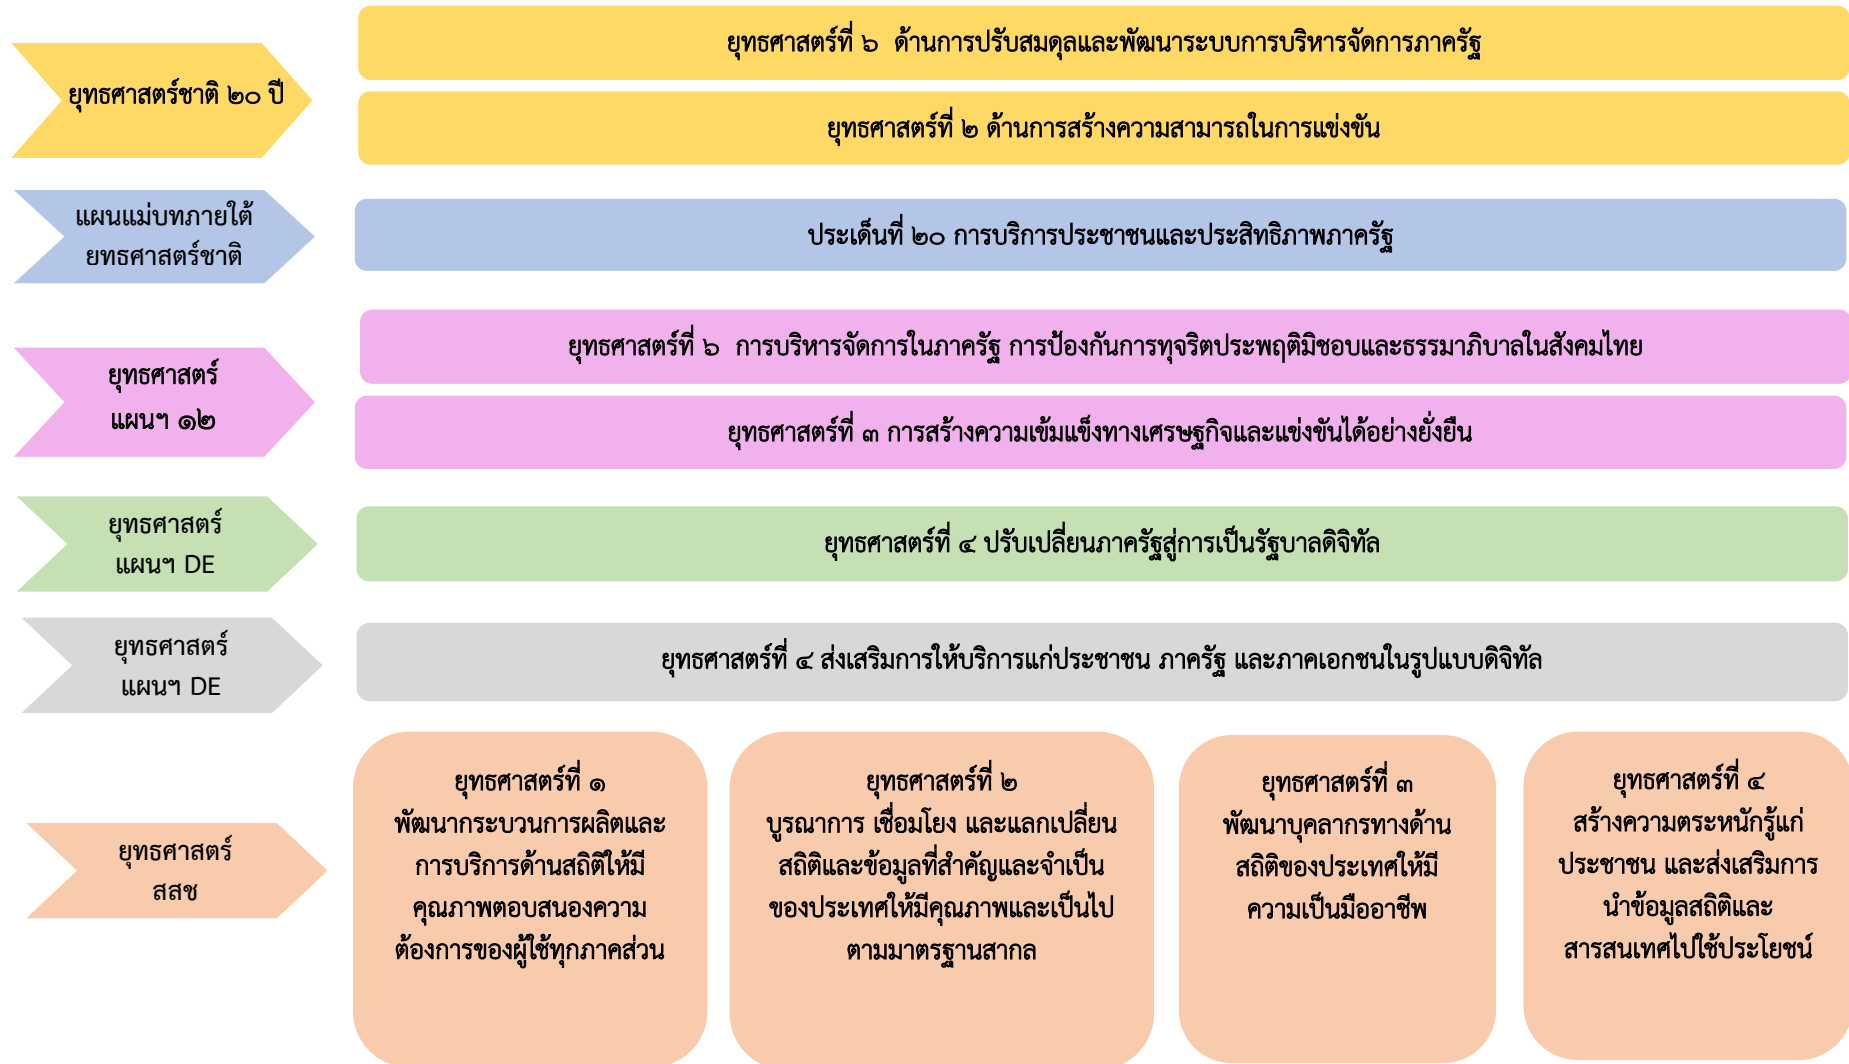 ยุทธศาสตร์ชาติ ๒๐ ปี
ยุทธศาสตร์ที่ ๖  ด้านการปรับสมดุลและพัฒนาระบบการบริหารจัดการภาครัฐ
ยุทธศาสตร์ที่ ๒ ด้านการสร้างความสามารถในการแข่งขัน
แผนแม่บทภายใต้
ยทธศาสตร์ชาติ
ประเด็นที่ ๒๐ การบริการประชาชนและประสิทธิภาพภาครัฐ
ยุทธศาสตร์
แผนฯ ๑๒
ยุทธศาสตร์ที่ ๖  การบริหารจัดการในภาครัฐ การป้องกันการทุจริตประพฤติมิชอบและธรรมาภิบาลในสังคมไทย
ยุทธศาสตร์ที่ ๓ การสร้างความเข้มแข็งทางเศรษฐกิจและแข่งขันได้อย่างยั่งยืน
ยุทธศาสตร์
แผนฯ DE
ยุทธศาสตร์ที่ ๔ ปรับเปลี่ยนภาครัฐสู่การเป็นรัฐบาลดิจิทัล
ยุทธศาสตร์
แผนฯ DE
ยุทธศาสตร์ที่ ๔ ส่งเสริมการให้บริการแก่ประชาชน ภาครัฐ และภาคเอกชนในรูปแบบดิจิทัล
ยุทธศาสตร์
สสช
ยุทธศาสตร์ที่ ๑
พัฒนากระบวนการผลิตและ
การบริการด้านสถิติให้มี
คุณภาพตอบสนองความ
ต้องการของผู้ใช้ทุกภาคส่วน
ยุทธศาสตร์ที่ ๒
บูรณาการ เชื่อมโยง และแลกเปลี่ยน
สถิติและข้อมูลที่สำคัญและจำเป็น
ของประเทศให้มีคุณภาพและเป็นไป
ตามมาตรฐานสากล
ยุทธศาสตร์ที่ ๓
พัฒนาบุคลากรทางด้าน
สถิติของประเทศให้มี
ความเป็นมืออาชีพ
ยุทธศาสตร์ที่ ๔
สร้างความตระหนักรู้แก่
ประชาชน และส่งเสริมการ
นำข้อมูลสถิติและ
สารสนเทศไปใช้ประโยชน์